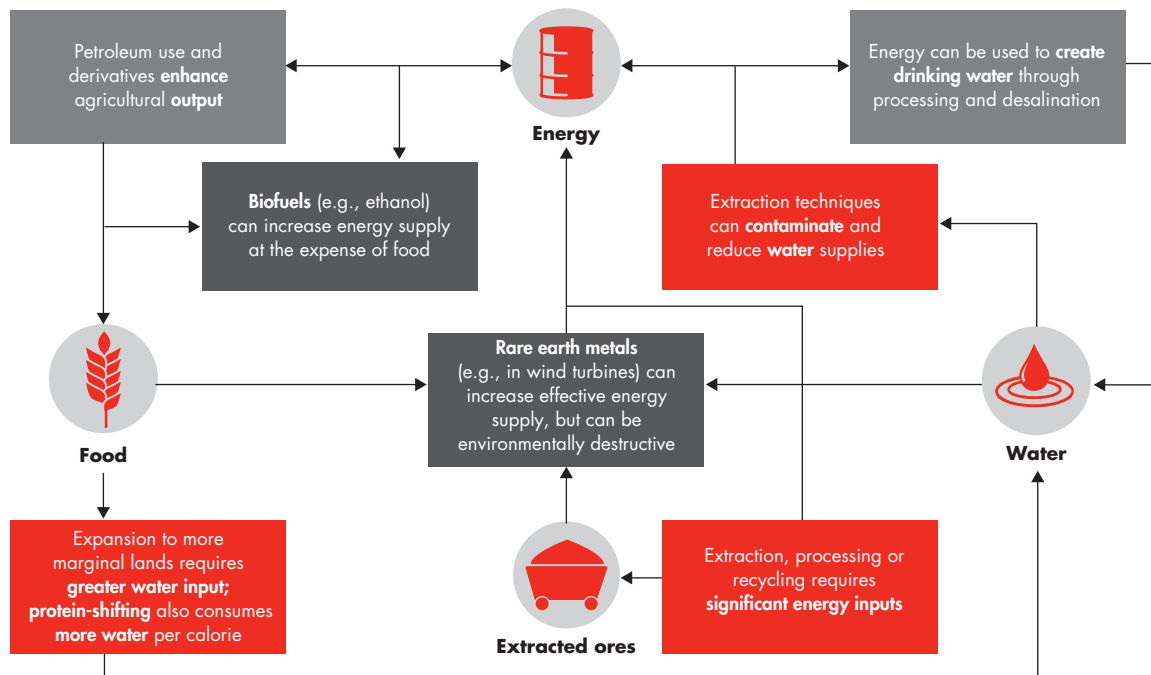 Petroleum use and
derivatives enhance
agricultural output
Energy
Energy can be used to create
drinking water through
processing and desalination
Biofuels (e.g., ethanol)
can increase energy supply
at the expense of food
Extraction techniques
can contaminate and
reduce water supplies
Food
Rare earth metals
(e.g., in wind turbines) can
increase effective energy
supply, but can be
environmentally destructive
Water
Expansion to more
marginal lands requires
greater water input;
protein-shifting also consumes
more water per calorie
Extracted ores
Extraction, processing or
recycling requires
significant energy inputs